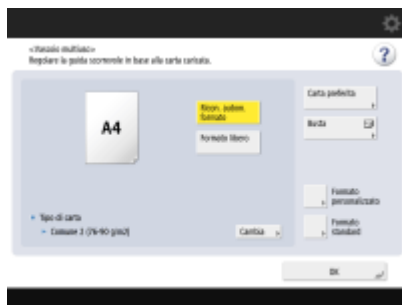 <Vassoio multiuso>
Regolare la guida scorrevole in base alla carta caricata.
?
A4
Ricon. autom.
formato
Formato libero
Carta preferita
Busta
Formato
personalizzato
Formato
standard
Tipo di carta
Comune 2 (76-90 g/m2)
Cambia
OK